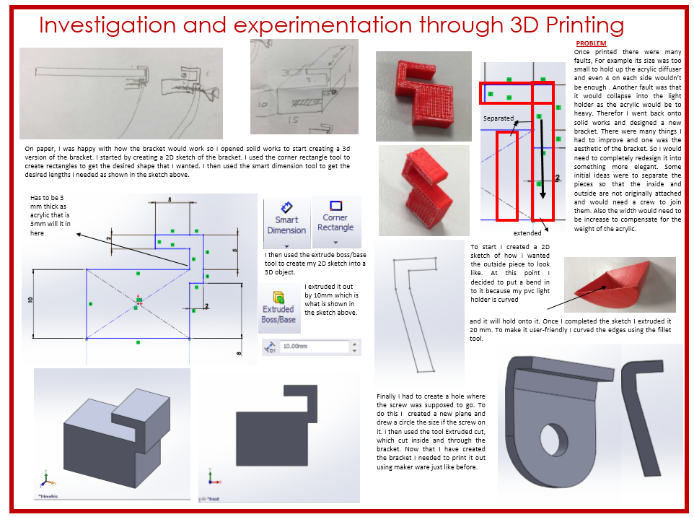 Investigation and experimentation through 3D Printing
15
On paper, I was happy with how the bracket would work so I opened solid works to start creating a 3d
version of the bracket. I started by creating a 2D sketch of the bracket. I used the corner rectangle tool to
create rectangles to get the desired shape that I wanted. I then used the smart dimension tool to get the
desired lengths I needed as shown in the sketch above.
Has to be 3
mm thick as
acrylic that is
3mm will it in
here
Smart
Dimension
Corner
Rectangle
I then used the extrude boss/base
tool to create my 2D sketch into a
3D object.
Extruded
Boss/Base
I extruded it out
by 10mm which is
what is shown in
the sketch above.
10.00mm
10
2
8
*Trimetric
PROBLEM
Once printed there were many
faults, For example its size was too
small to hold up the acrylic diffuser
and even 4 on each side wouldn't
be enough . Another fault was that
it would collapse into the light
holder as the acrylic would be to
heavy. Therefor I went back onto
solid works and designed a new
bracket. There were many things I
had to improve and one was the
aesthetic of the bracket. So I would
need to completely redesign it into
something more elegant. Some
initial ideas were to separate the
pieces so that the inside and
outside are not originally attached
and would need a crew to join
them. Also the width would need to
be increase to compensate for the
weight of the acrylic.
Separated
2
extended
To start I created a 2D
sketch of how I wanted
the outside piece to look
like. At this point I
decided to put a bend in
to it because my pvc light
holder is curved
and it will hold onto it. Once I completed the sketch I extruded it
20 mm. To make it user-friendly I curved the edges using the fillet
tool.
Finally I had to create a hole where
the screw was supposed to go. To
do this I created a new plane and
drew a circle the size if the screw on
it. I then used the tool Extruded cut,
which cut inside and through the
bracket. Now that I have created
the bracket I needed to print it out
using maker ware just like before.